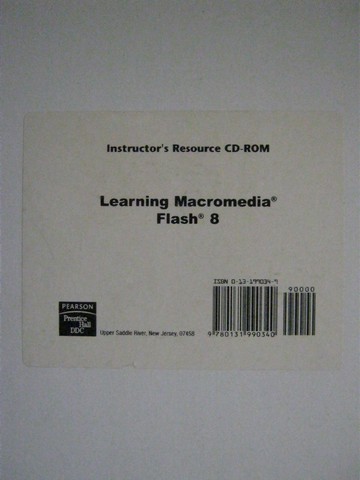 Instructor's Resource CD-ROM
Learning Macromedia®
Flash® 8
ISBN 0-13-199034-9
90000
9 780131 990340
PEARSON
Prentice
Hall
DDC
Upper Saddle River, New Jersey, 07458